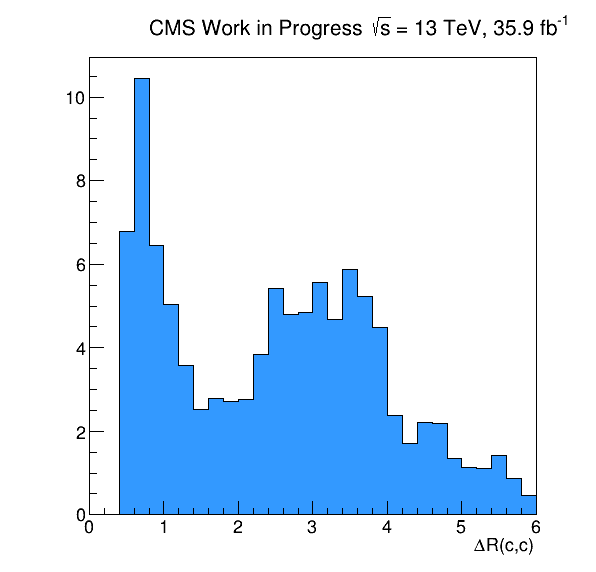 CMS Work in Progress √s = 13 TeV, 35.9 fb⁻¹
10
8
6
4
2
0
0 1 2 3 4 5 6
ΔR(c,c)